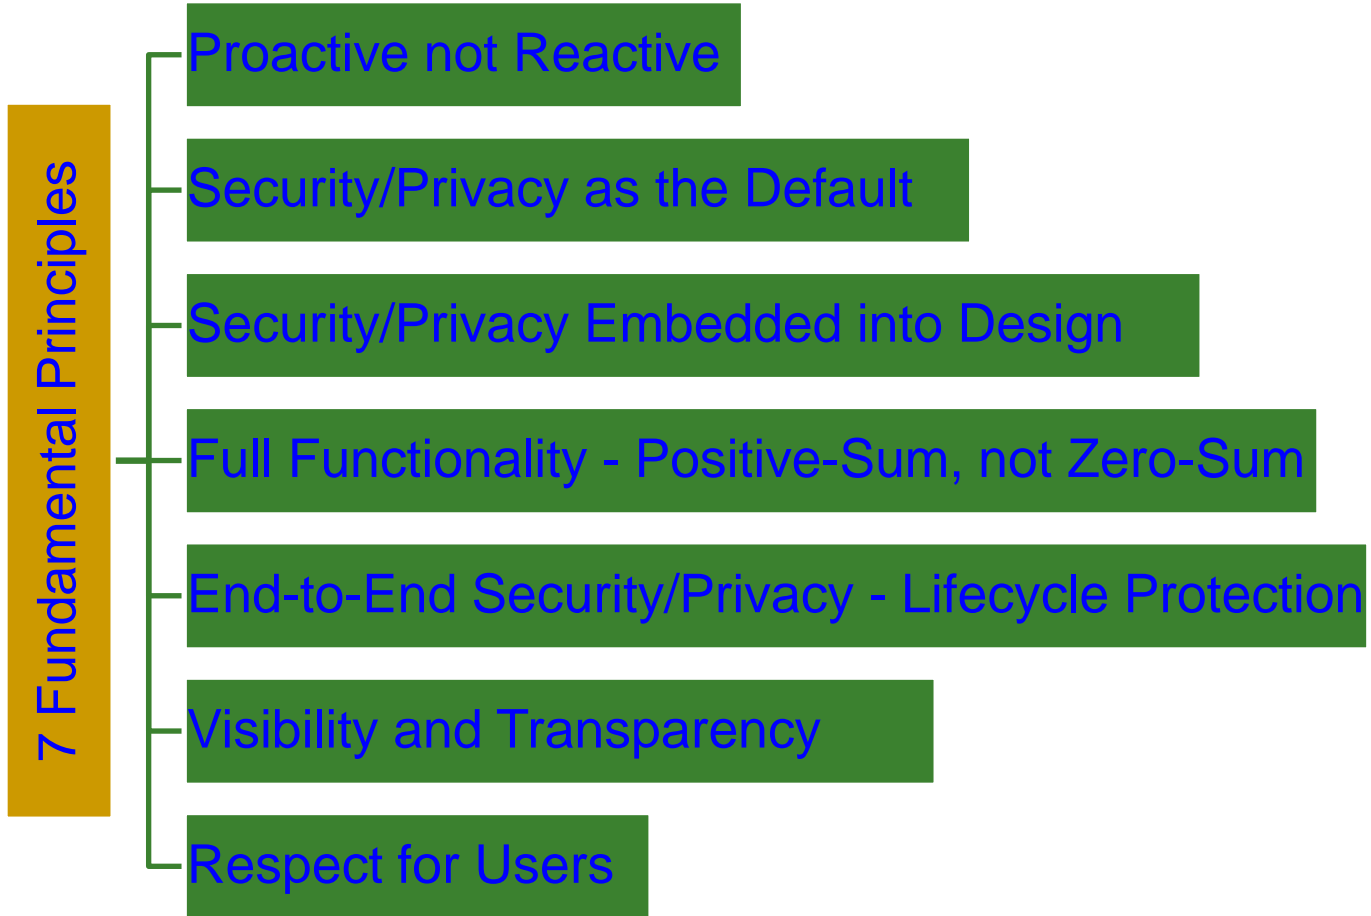 7 Fundamental Principles
Proactive not Reactive
Security/Privacy as the Default
Security/Privacy Embedded into Design
Full Functionality - Positive-Sum, not Zero-Sum
End-to-End Security/Privacy - Lifecycle Protection
Visibility and Transparency
Respect for Users